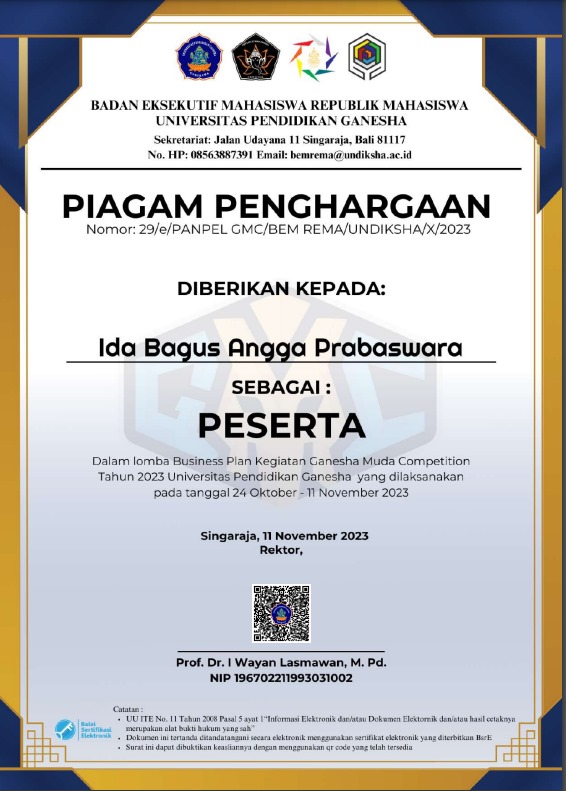 BADAN EKSEKUTIF MAHASISWA REPUBLIK MAHASISWA
UNIVERSITAS PENDIDIKAN GANESHA
Sekretariat: Jalan Udayana 11 Singaraja, Bali 81117
No. HP: 08563887391 Email: bemrema@undiksha.ac.id
PIAGAM PENGHARGAAN
Nomor: 29/e/PANPEL GMC/BEM REMA/UNDIKSHA/X/2023
DIBERIKAN KEPADA:
Ida Bagus Angga Prabaswara
SEBAGAI :
PESERTA
Dalam lomba Business Plan Kegiatan Ganesha Muda Competition
Tahun 2023 Universitas Pendidikan Ganesha yang dilaksanakan
pada tanggal 24 Oktober - 11 November 2023
Singaraja, 11 November 2023
Rektor,
Prof. Dr. I Wayan Lasmawan, M. Pd.
NIP 196702211993031002
Catatan :
• UU ITE No. 11 Tahun 2008 Pasal 5 ayat 1 "Informasi Elektronik dan/atau Dokumen Elektornik dan/atau hasil cetaknya
merupakan alat bukti hukum yang sah"
• Dokumen ini tertanda ditandatangani secara elektronik menggunakan sertifikat elektronik yang diterbitkan BsrE
• Surat ini dapat dibuktikan keasliannya dengan menggunakan qr code yang telah tersedia
Balai
Sertifikasi
Elektronik